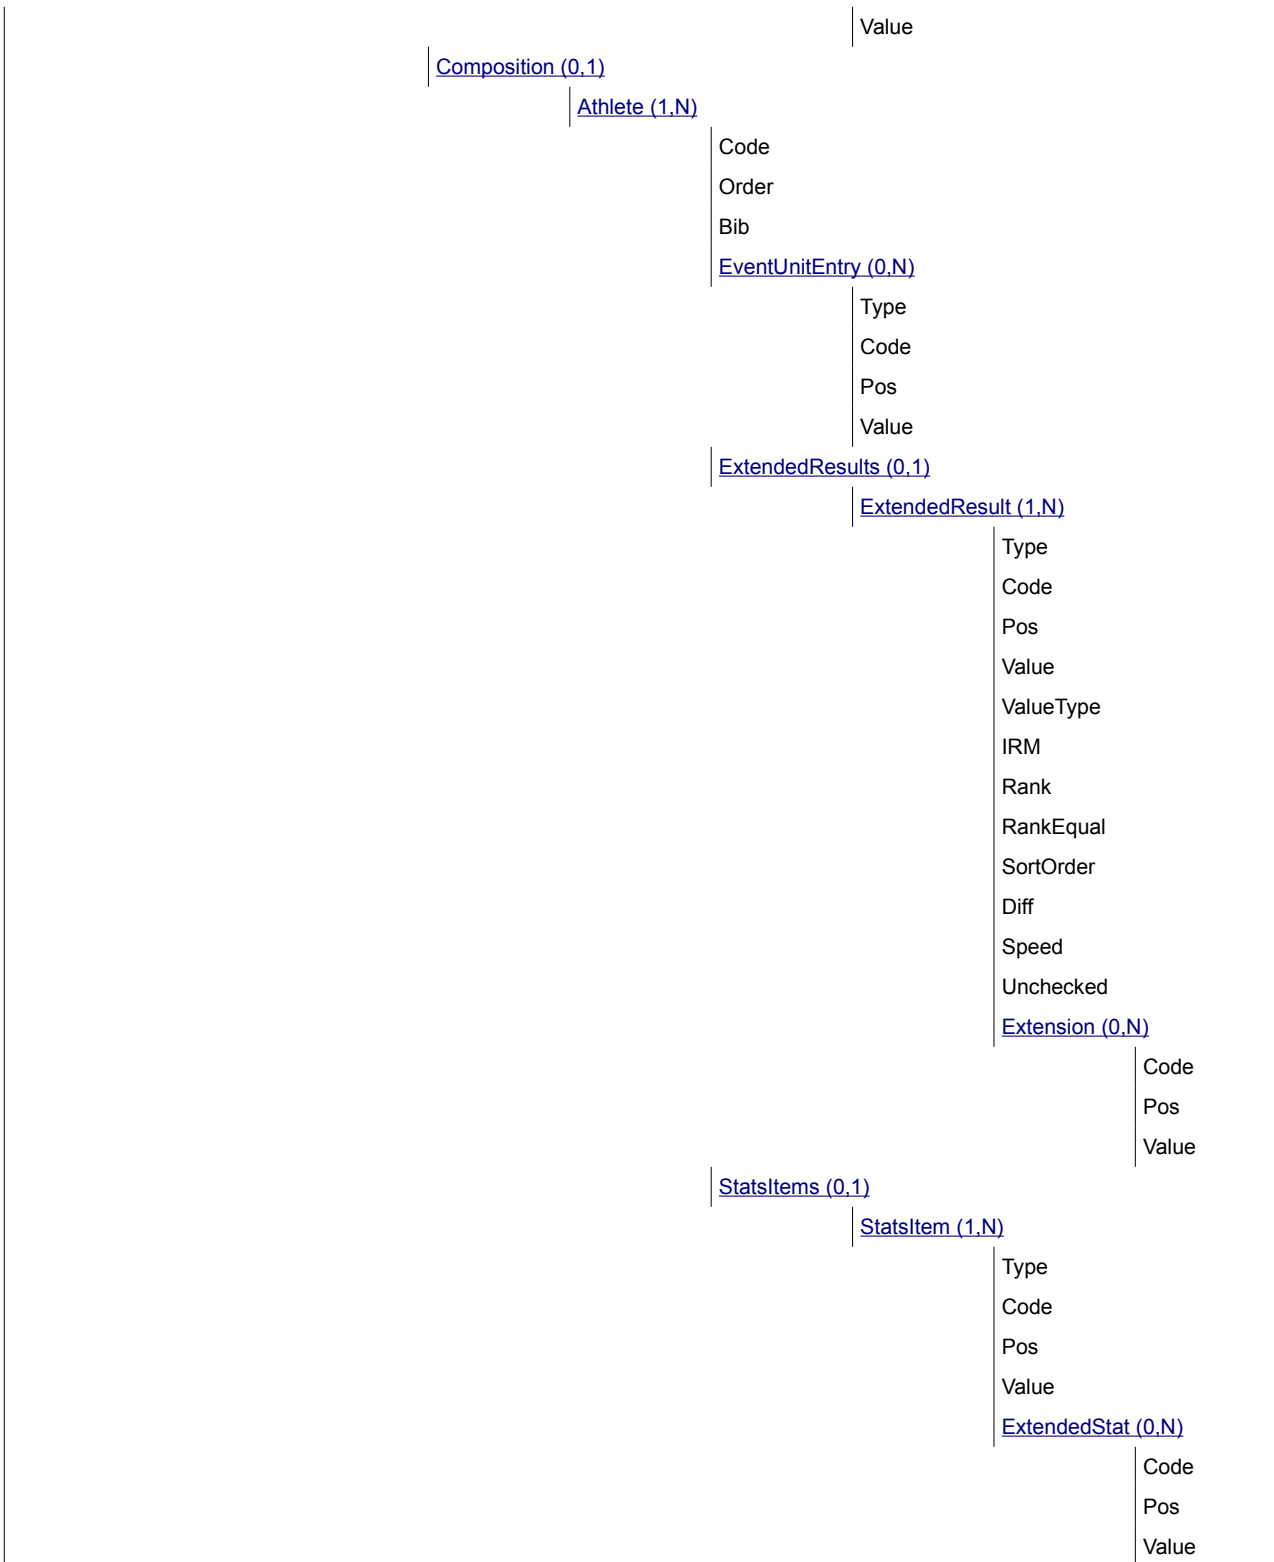 Value
Composition (0,1)
Athlete (1,N)
Code
Order
Bib
EventUnitEntry (0,N)
Type
Code
Pos
Value
ExtendedResults (0,1)
ExtendedResult (1,N)
Type
Code
Pos
Value
ValueType
IRM
Rank
RankEqual
SortOrder
Diff
Speed
Unchecked
Extension (0,N)
Code
Pos
Value
StatsItems (0,1)
StatsItem (1,N)
Type
Code
Pos
Value
ExtendedStat (0,N)
Code
Pos
Value